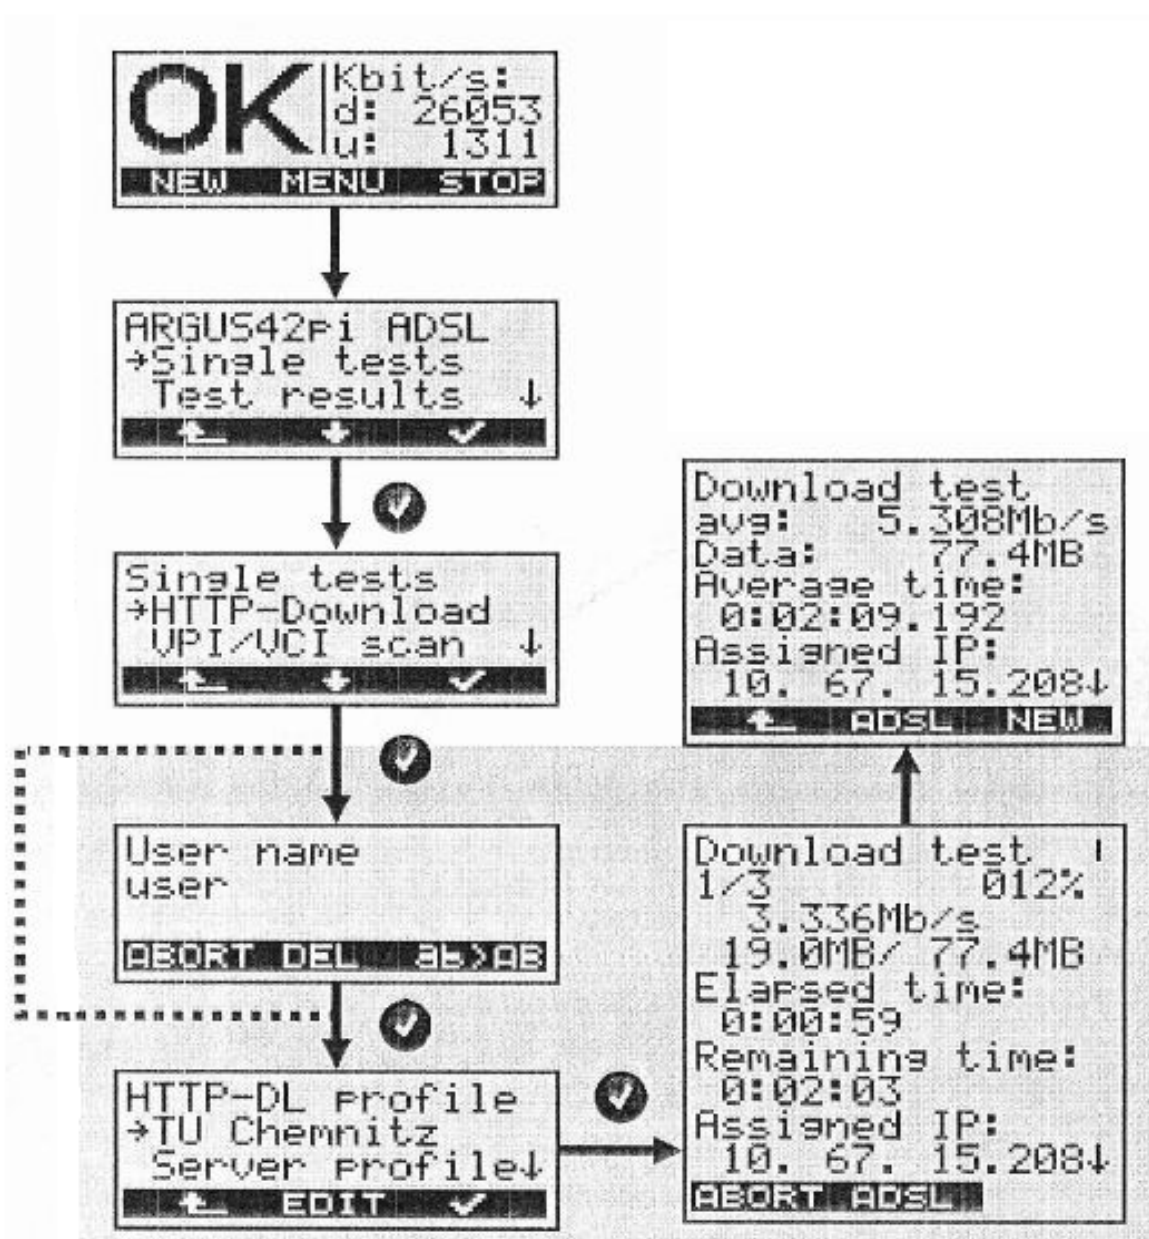 OK
Kbit/s:
d: 26053
u: 1311
NEW MENU STOP
ARGUS42pi ADSL
→Single tests
Test results ↓
Single tests
→HTTP-Download
VPI/VCI scan ↓
User name
user
ABORT DEL ab>AB
HTTP-DL profile
→TU Chemnitz
Server profile↓
EDIT
Download test
1/3 012%
3.336Mb/s
19.0MB/ 77.4MB
Elapsed time:
0:00:59
Remaining time:
0:02:03
Assigned IP:
10. 67. 15.208↓
ABORT ADSL
Download test
avg: 5.308Mb/s
Data: 77.4MB
Average time:
0:02:09.192
Assigned IP:
10. 67. 15.208↓
ADSL NEW